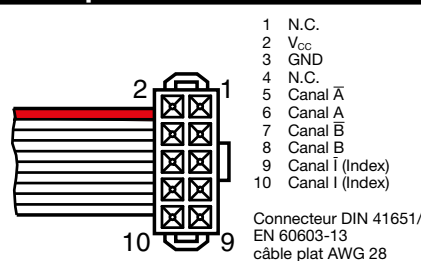 2
1
10
9
1 N.C.
2 V_CC
3 GND
4 N.C.
5 Canal A̅
6 Canal A
7 Canal B̅
8 Canal B
9 Canal I̅ (Index)
10 Canal I (Index)
Connecteur DIN 41651/
EN 60603-13
câble plat AWG 28